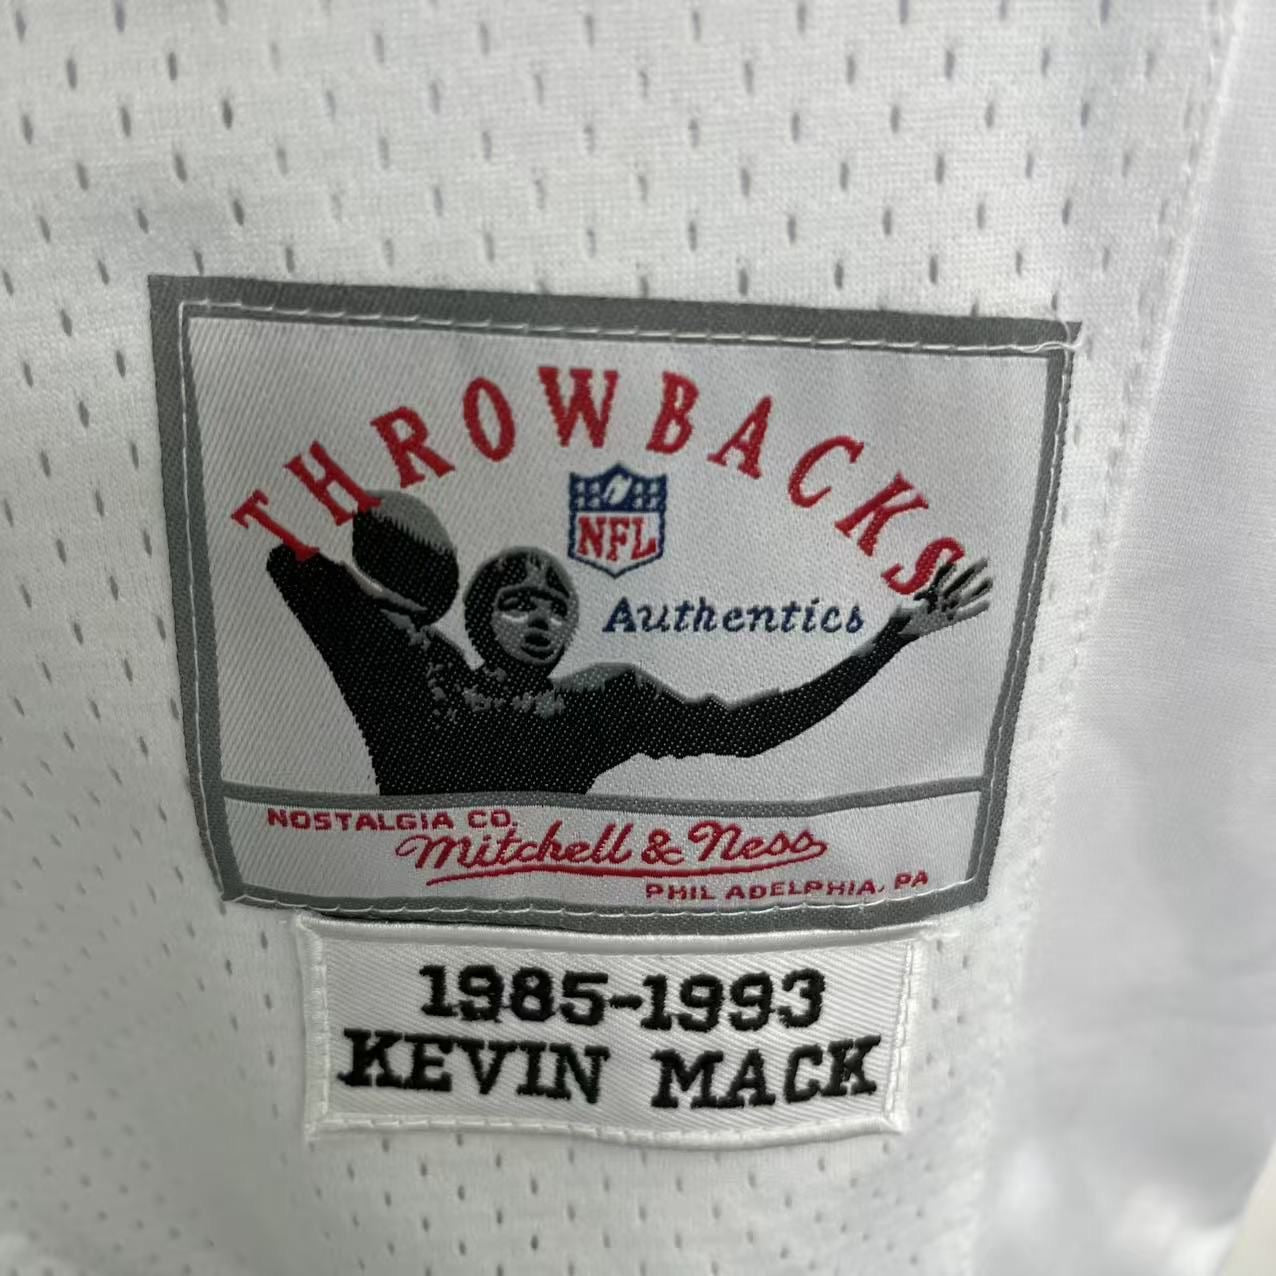 THROWBACKS
NFL
Authentics
NOSTALGIA CO.
Mitchell & Ness
PHILADELPHIA, PA
1985-1993
KEVIN MACK